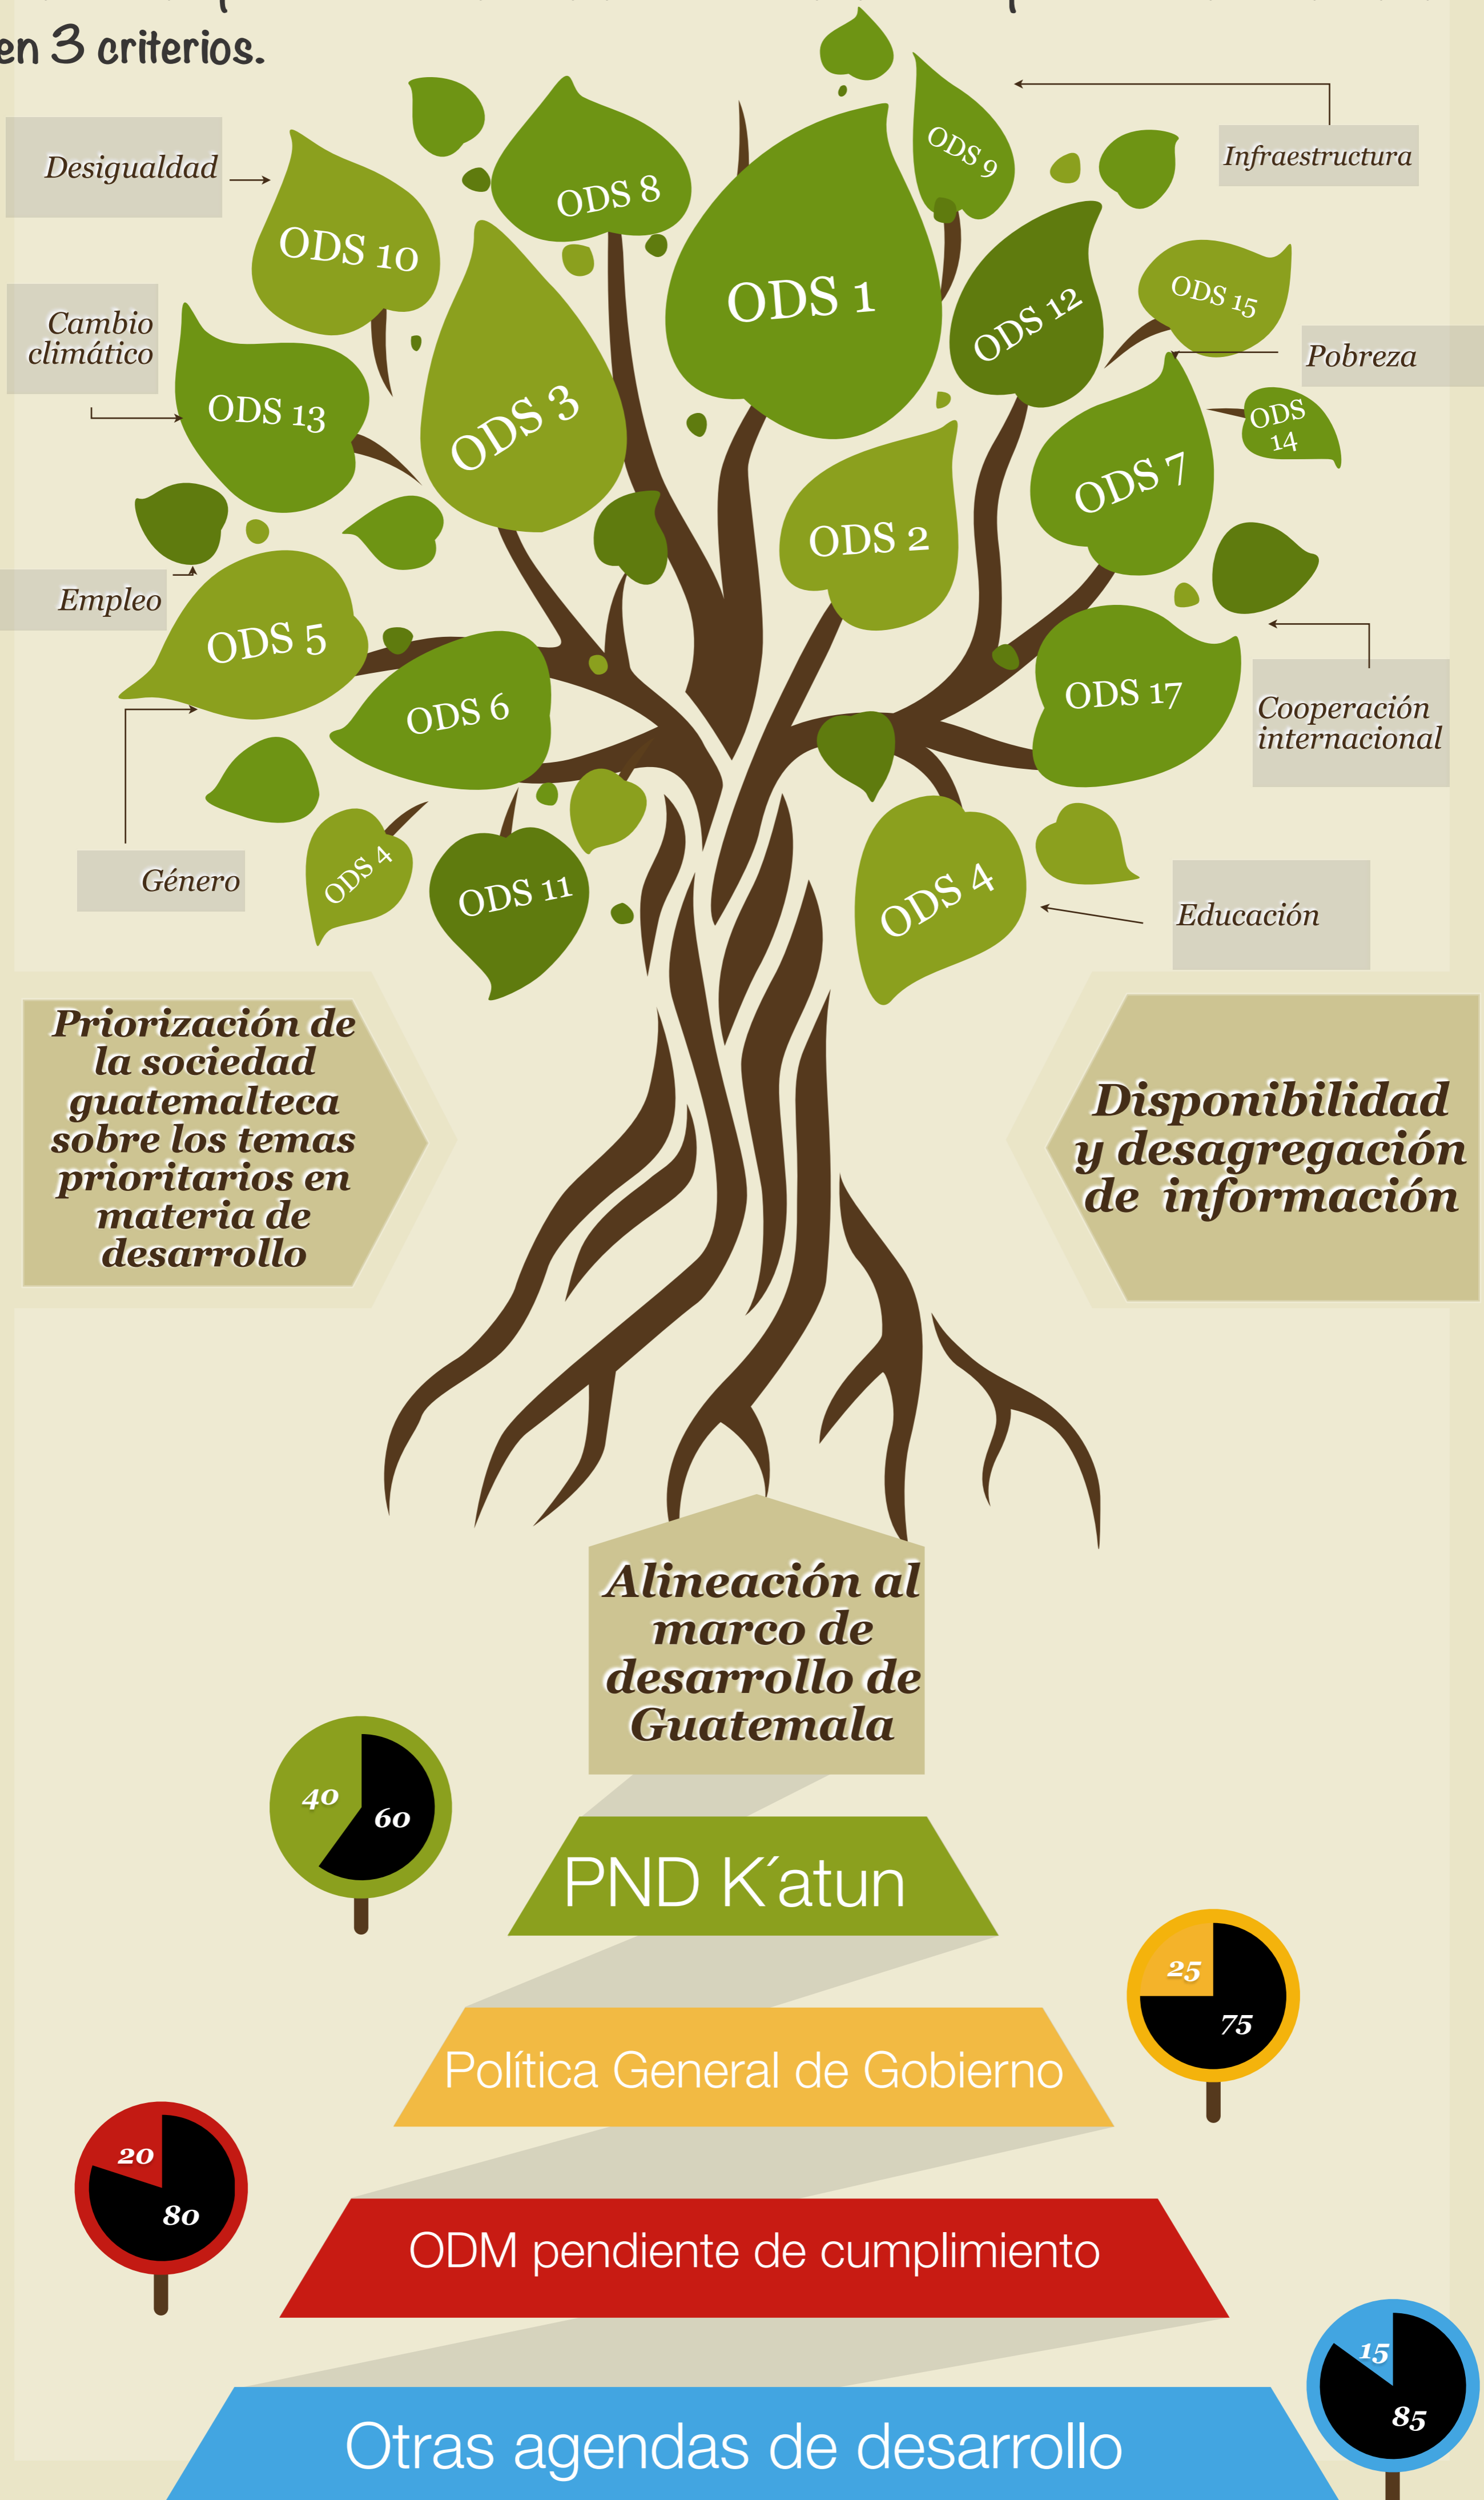 en 3 criterios.
Infraestructura
Desigualdad
ODS 9
ODS 8
ODS 10
ODS 1
ODS 12
ODS 15
Cambio
climático
Pobreza
ODS 13
ODS 3
ODS
14
ODS 7
ODS 2
Empleo
ODS 5
ODS 6
ODS 17
Cooperación
internacional
Género
ODS 4
ODS 11
ODS 4
Educación
Priorización de
la sociedad
guatemalteca
sobre los temas
prioritarios en
materia de
desarrollo
Disponibilidad
y desagregación
de información
Alineación al
marco de
desarrollo de
Guatemala
40
60
PND K´atun
25
75
Política General de Gobierno
20
80
ODM pendiente de cumplimiento
15
85
Otras agendas de desarrollo